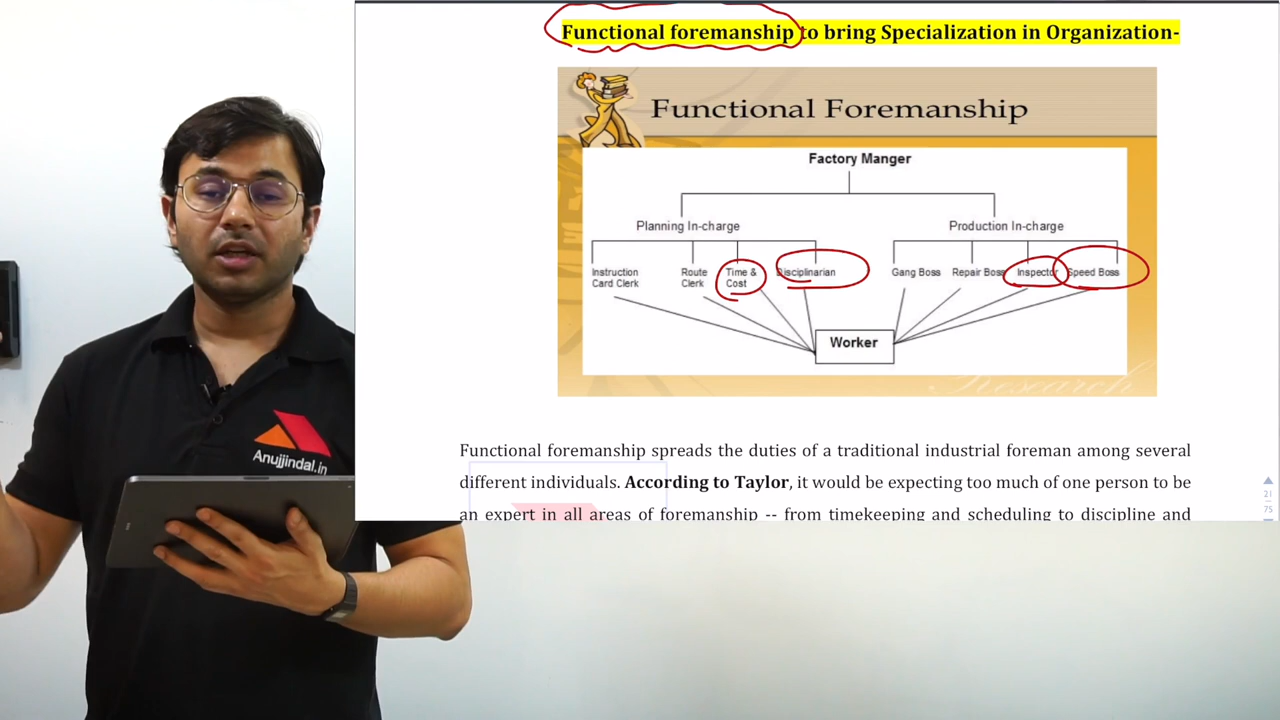 Functional foremanship to bring Specialization in Organization-
Functional Foremanship
Factory Manger
Planning In-charge
Production In-charge
Instruction Card Clerk
Route Clerk
Time & Cost
Disciplinarian
Gang Boss
Repair Boss
Inspector
Speed Boss
Worker
Research
Functional foremanship spreads the duties of a traditional industrial foreman among several
different individuals. According to Taylor, it would be expecting too much of one person to be
an expert in all areas of foremanship -- from timekeeping and scheduling to discipline and
Anujjindal.in
21
75